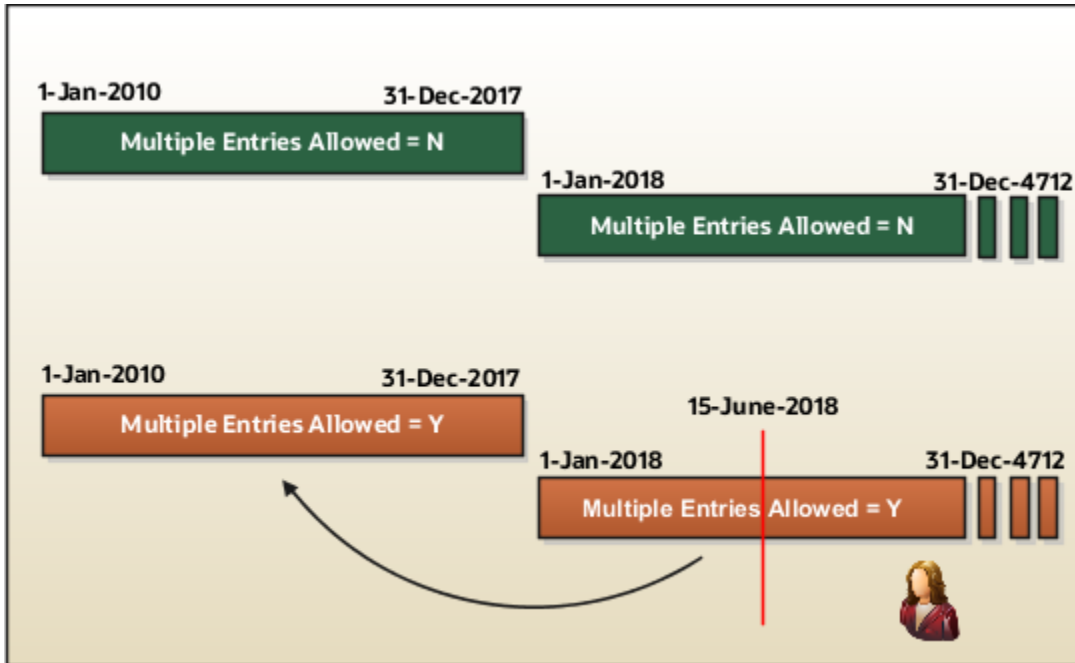 1-Jan-2010 31-Dec-2017
Multiple Entries Allowed = N
1-Jan-2018 31-Dec-4712
Multiple Entries Allowed = N
1-Jan-2010 31-Dec-2017
Multiple Entries Allowed = Y
15-June-2018
1-Jan-2018 31-Dec-4712
Multiple Entries Allowed = Y